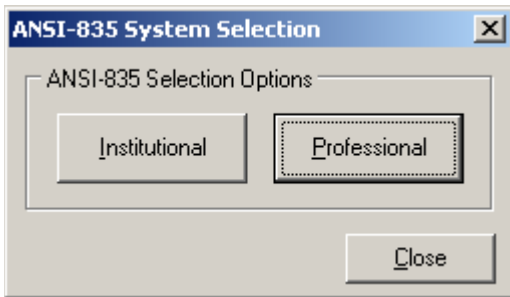 ANSI-835 System Selection
ANSI-835 Selection Options
Institutional Professional
Close